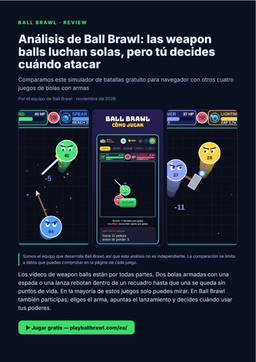 BALL BRAWL · REVIEW
Análisis de Ball Brawl: las weapon
balls luchan solas, pero tú decides
cuándo atacar
Comparamos este simulador de batallas gratuito para navegador con otros cuatro
juegos de bolas con armas
Por el equipo de Ball Brawl · noviembre de 2026
40 HP
SPEAR
BALL BRAWL
CÓMO JUGAR
37 HP
-5
-11
28
Somos el equipo que desarrolla Ball Brawl, así que este análisis no es independiente. La comparación se limita
a datos que puedes comprobar en la página de cada juego.
Los vídeos de weapon balls están por todas partes. Dos bolas armadas con una
espada o una lanza rebotan dentro de un recuadro hasta que una se queda sin
puntos de vida. En la mayoría de estos juegos solo puedes mirar. En Ball Brawl
también participas: eliges el arma, apuntas el lanzamiento y decides cuándo usar
tus poderes.
▶ Jugar gratis — playballbrawl.com/es/